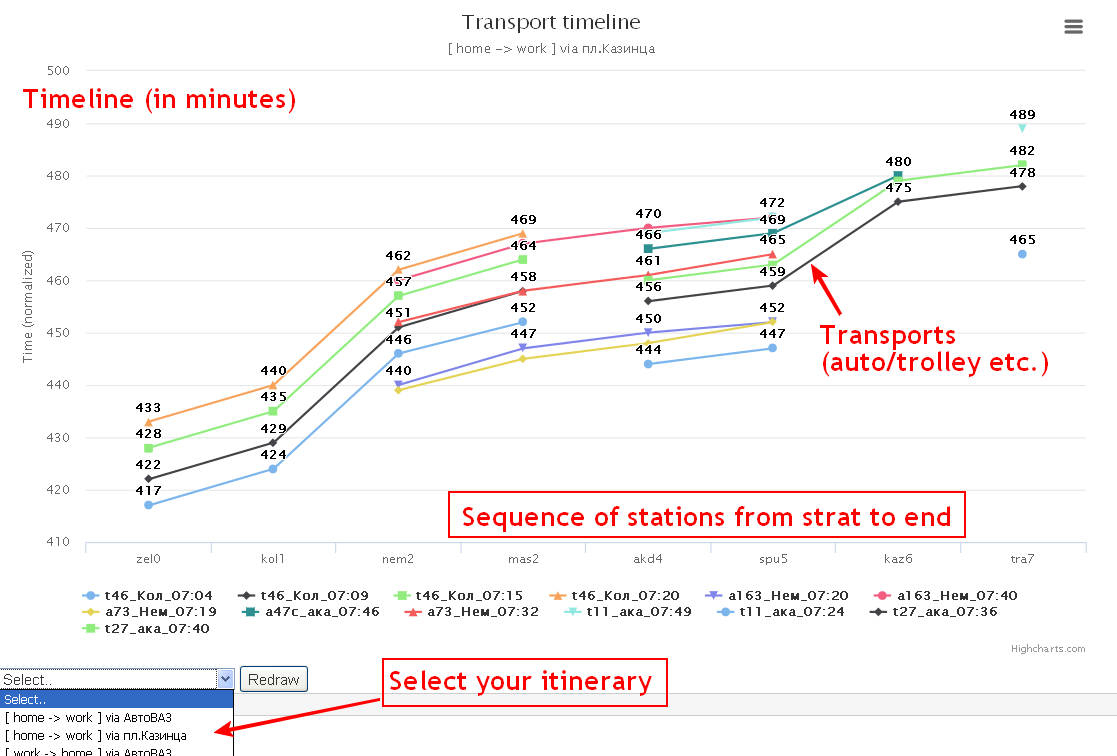 Transport timeline
[ home -> work ] via пл.Казинца
Timeline (in minutes)
Time (normalized)
500
490
480
470
460
450
440
430
420
410
433
428
422
417
440
435
429
424
462
457
451
446
440
469
464
458
452
447
470
466
461
456
450
444
472
469
465
459
452
447
480
475
489
482
478
465
Transports
(auto/trolley etc.)
Sequence of stations from strat to end
zel0 kol1 nem2 mas2 akd4 spu5 kaz6 tra7
t46_Кол_07:04 t46_Кол_07:09 t46_Кол_07:15 t46_Кол_07:20 a163_Нем_07:20 a163_Нем_07:40
a73_Нем_07:19 a47c_ака_07:46 a73_Нем_07:32 t11_ака_07:49 t11_ака_07:24 t27_ака_07:36
t27_ака_07:40
Highcharts.com
Select.. Redraw
Select your itinerary
Select..
[ home -> work ] via АвтоВАЗ
[ home -> work ] via пл.Казинца
[ work -> home ] via АвтоВАЗ